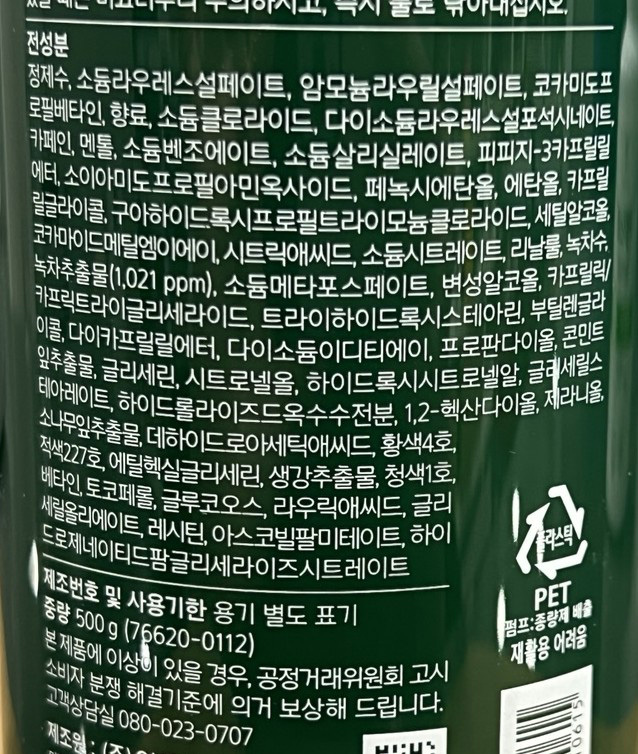 전성분
정제수, 소듐라우레스설페이트, 암모늄라우릴설페이트, 코카미도프
로필베타인, 향료, 소듐클로라이드, 다이소듐라우레스설포석시네이트,
카페인, 멘톨, 소듐벤조에이트, 소듐살리실레이트, 피피지-3카프릴릴
에터, 소이아미도프로필아민옥사이드, 페녹시에탄올, 에탄올, 카프릴
릴글라이콜, 구아하이드록시프로필트라이모늄클로라이드, 세틸알코올,
코카마이드메틸엠이에이, 시트릭애씨드, 소듐시트레이트, 리날룰, 녹차수,
녹차추출물(1,021 ppm), 소듐메타포스페이트, 변성알코올, 카프릴릭/
카프릭트라이글리세라이드, 트라이하이드록시스테아린, 부틸렌글라
이콜, 다이카프릴릴에터, 다이소듐이디티에이, 프로판다이올, 콘민트
잎추출물, 글리세린, 시트로넬올, 하이드록시시트로넬알, 글리세릴스
테아레이트, 하이드롤라이즈드옥수수전분, 1,2-헥산다이올, 제라니올,
소나무잎추출물, 데하이드로아세틱애씨드, 황색4호,
적색227호, 에틸헥실글리세린, 생강추출물, 청색1호,
베타인, 토코페롤, 글루코오스, 라우릭애씨드, 글리
세릴올리에이트, 레시틴, 아스코빌팔미테이트, 하이
드로제네이티드팜글리세라이즈시트레이트
제조번호 및 사용기한 용기 별도 표기
중량 500 g (76620-0112)
본 제품에 이상이 있을 경우, 공정거래위원회 고시
소비자 분쟁 해결기준에 의거 보상해 드립니다.
고객상담실 080-023-0707
제조원: (주)
플라스틱
PET
펌프:종량제 배출
재활용 어려움